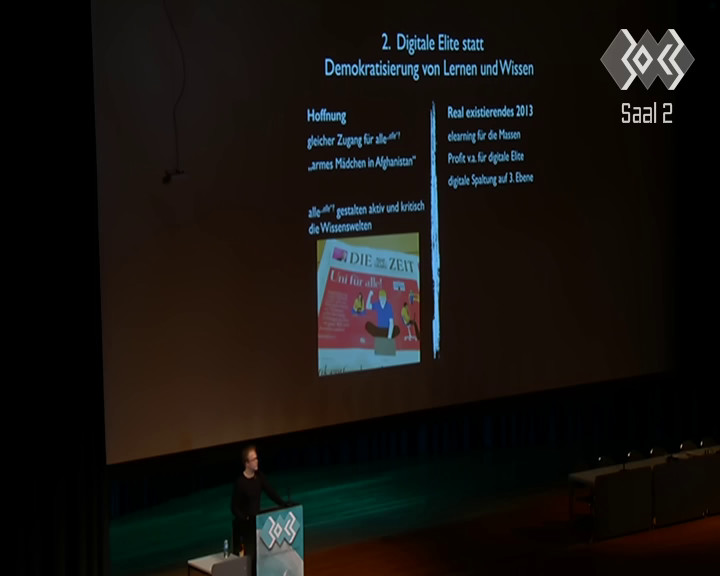 2. Digitale Elite statt
Demokratisierung von Lernen und Wissen
Hoffnung
gleicher Zugang für alle „alle"?
„armes Mädchen in Afghanistan"
alle „alle"? gestalten aktiv und kritisch
die Wissenswelten
DIE ZEIT
Uni für alle!
Real existierendes 2013
elearning für die Massen
Profit v.a. für digitale Elite
digitale Spaltung auf 3. Ebene
30C3
Saal 2
30C3